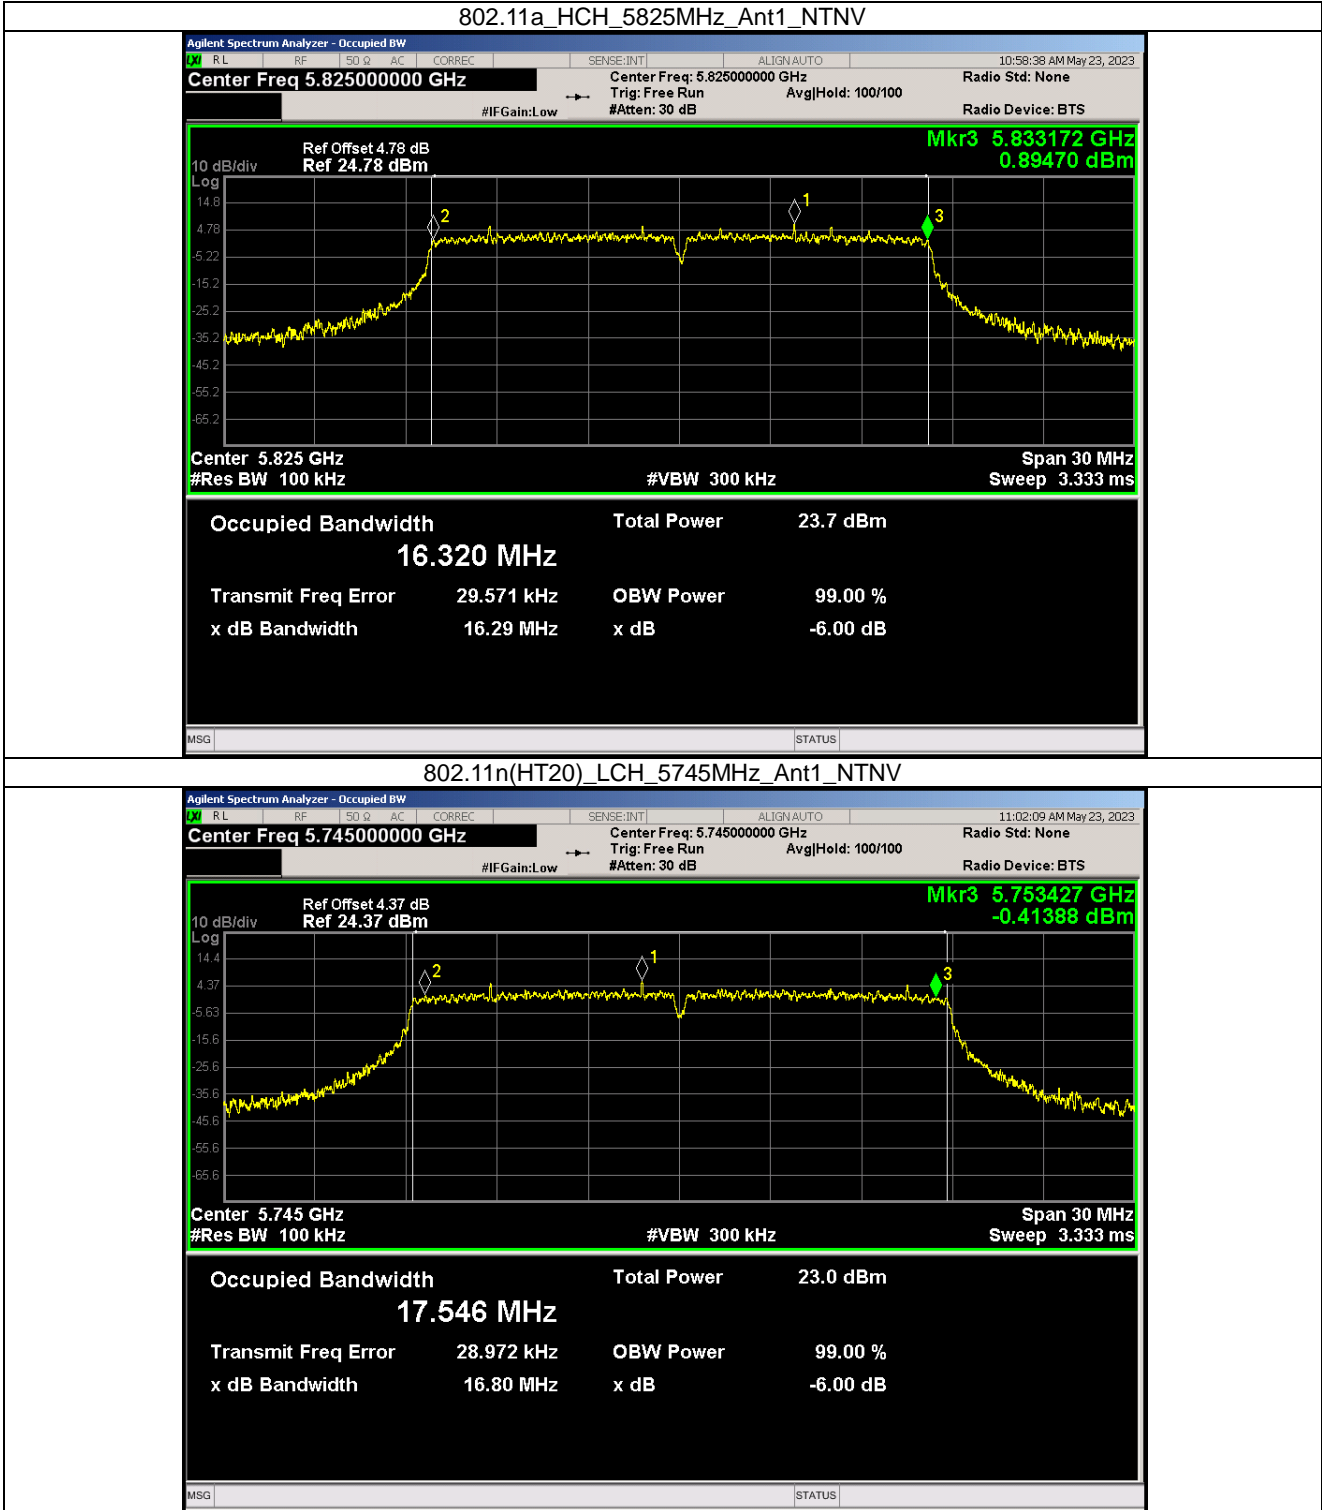 802.11a_HCH_5825MHz_Ant1_NTNV
Agilent Spectrum Analyzer - Occupied BW
LXI RL RF 50 Ω AC CORREC SENSE:INT ALIGN AUTO 10:58:38 AM May 23, 2023
Center Freq 5.825000000 GHz Center Freq: 5.825000000 GHz Radio Std: None
Trig: Free Run Avg|Hold: 100/100
#IFGain:Low #Atten: 30 dB Radio Device: BTS
Mkr3 5.833172 GHz
0.89470 dBm
Ref Offset 4.78 dB
10 dB/div Ref 24.78 dBm
Log
14.8
4.78
-5.22
-15.2
-25.2
-35.2
-45.2
-55.2
-65.2
2
1
3
Center 5.825 GHz Span 30 MHz
#Res BW 100 kHz #VBW 300 kHz Sweep 3.333 ms
Occupied Bandwidth Total Power 23.7 dBm
16.320 MHz
Transmit Freq Error 29.571 kHz OBW Power 99.00 %
x dB Bandwidth 16.29 MHz x dB -6.00 dB
MSG STATUS
802.11n(HT20)_LCH_5745MHz_Ant1_NTNV
Agilent Spectrum Analyzer - Occupied BW
LXI RL RF 50 Ω AC CORREC SENSE:INT ALIGN AUTO 11:02:09 AM May 23, 2023
Center Freq 5.745000000 GHz Center Freq: 5.745000000 GHz Radio Std: None
Trig: Free Run Avg|Hold: 100/100
#IFGain:Low #Atten: 30 dB Radio Device: BTS
Mkr3 5.753427 GHz
-0.41388 dBm
Ref Offset 4.37 dB
10 dB/div Ref 24.37 dBm
Log
14.4
4.37
-5.63
-15.6
-25.6
-35.6
-45.6
-55.6
-65.6
2
1
3
Center 5.745 GHz Span 30 MHz
#Res BW 100 kHz #VBW 300 kHz Sweep 3.333 ms
Occupied Bandwidth Total Power 23.0 dBm
17.546 MHz
Transmit Freq Error 28.972 kHz OBW Power 99.00 %
x dB Bandwidth 16.80 MHz x dB -6.00 dB
MSG STATUS